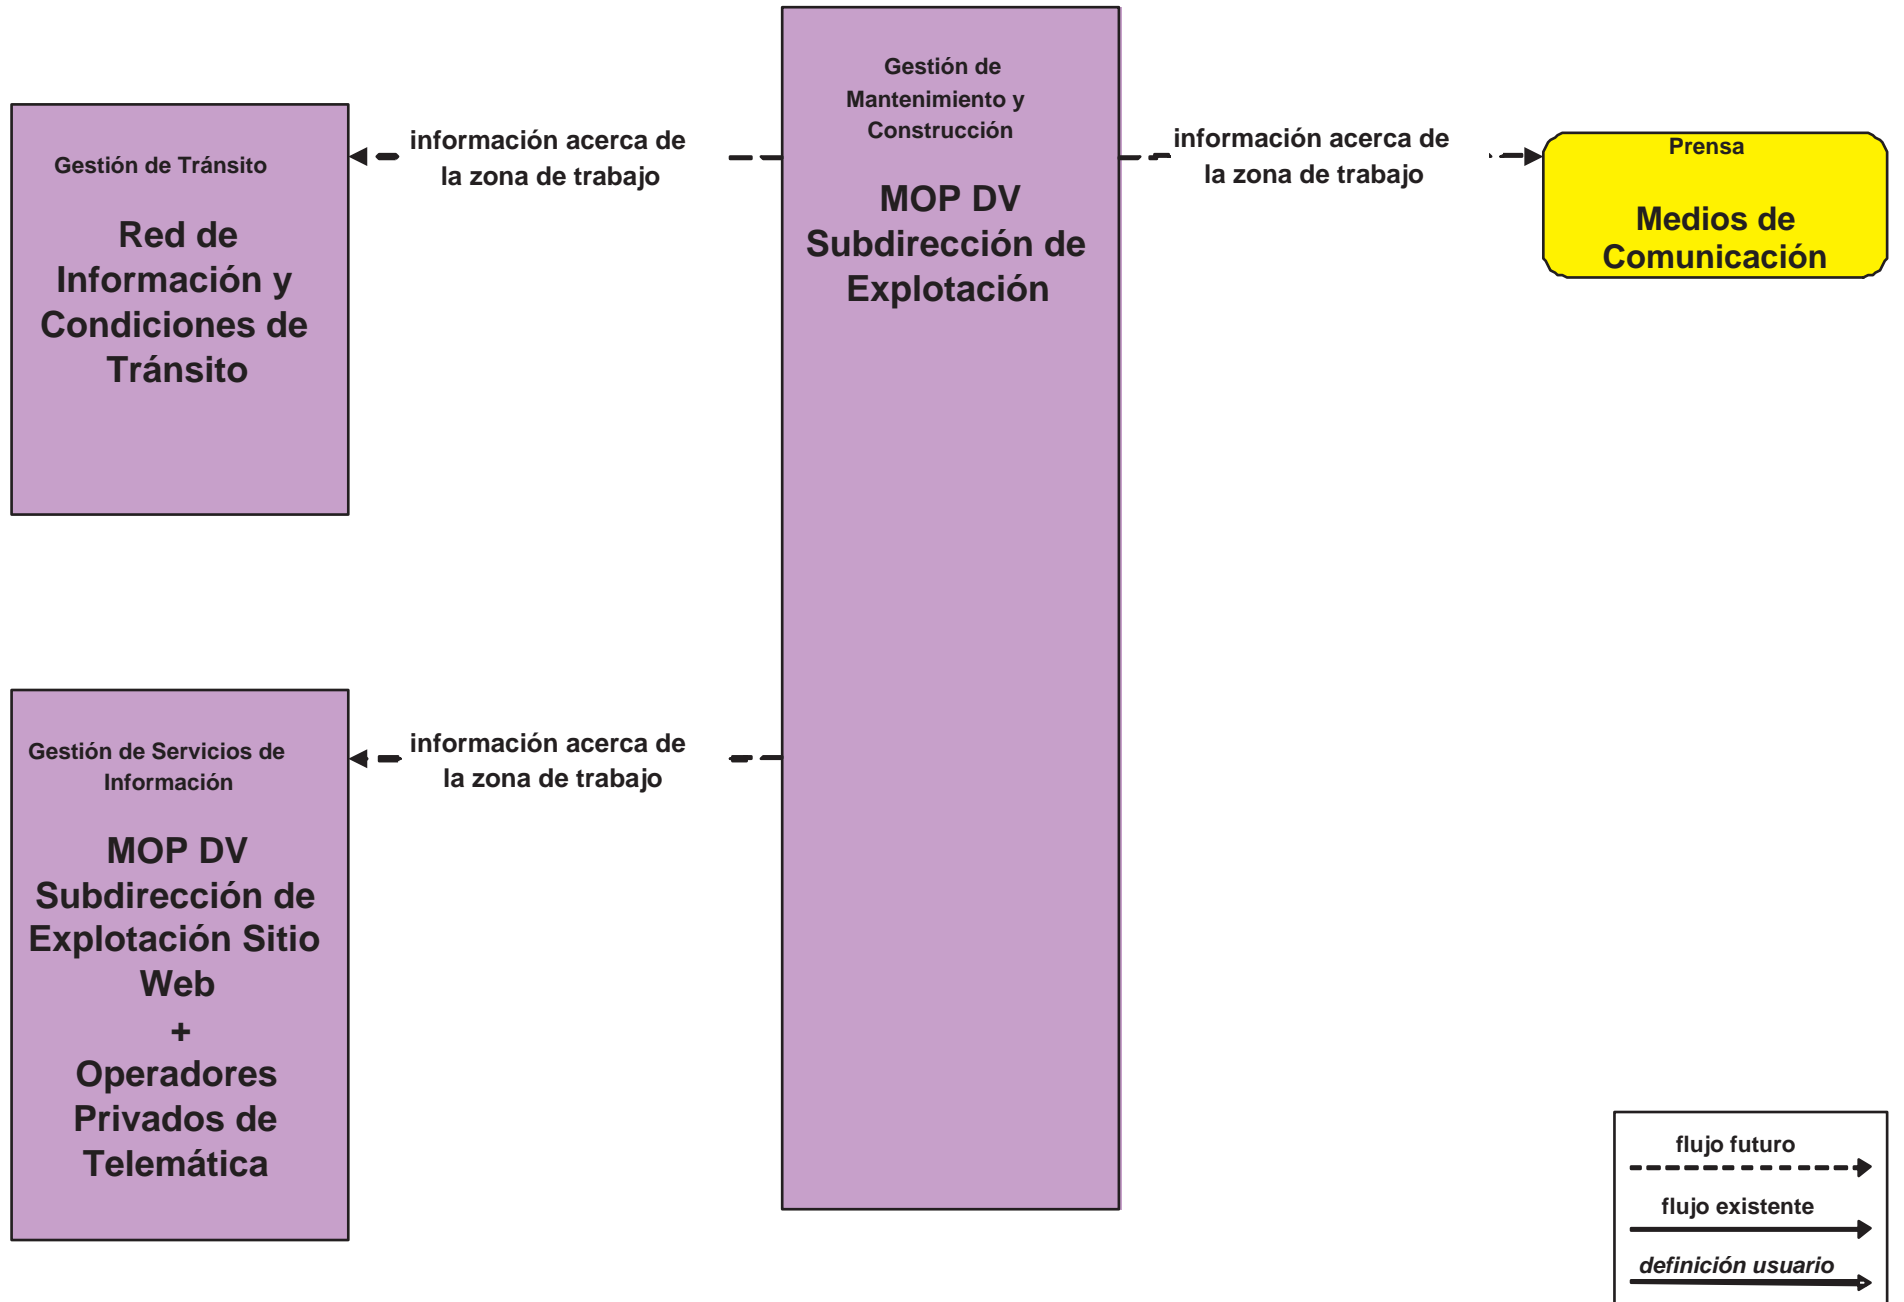 Gestión de Tránsito
Red de
Información y
Condiciones de
Tránsito
información acerca de
la zona de trabajo
Gestión de
Mantenimiento y
Construcción
MOP DV
Subdirección de
Explotación
información acerca de
la zona de trabajo
Prensa
Medios de
Comunicación
Gestión de Servicios de
Información
MOP DV
Subdirección de
Explotación Sitio
Web
+
Operadores
Privados de
Telemática
información acerca de
la zona de trabajo
flujo futuro
flujo existente
definición usuario